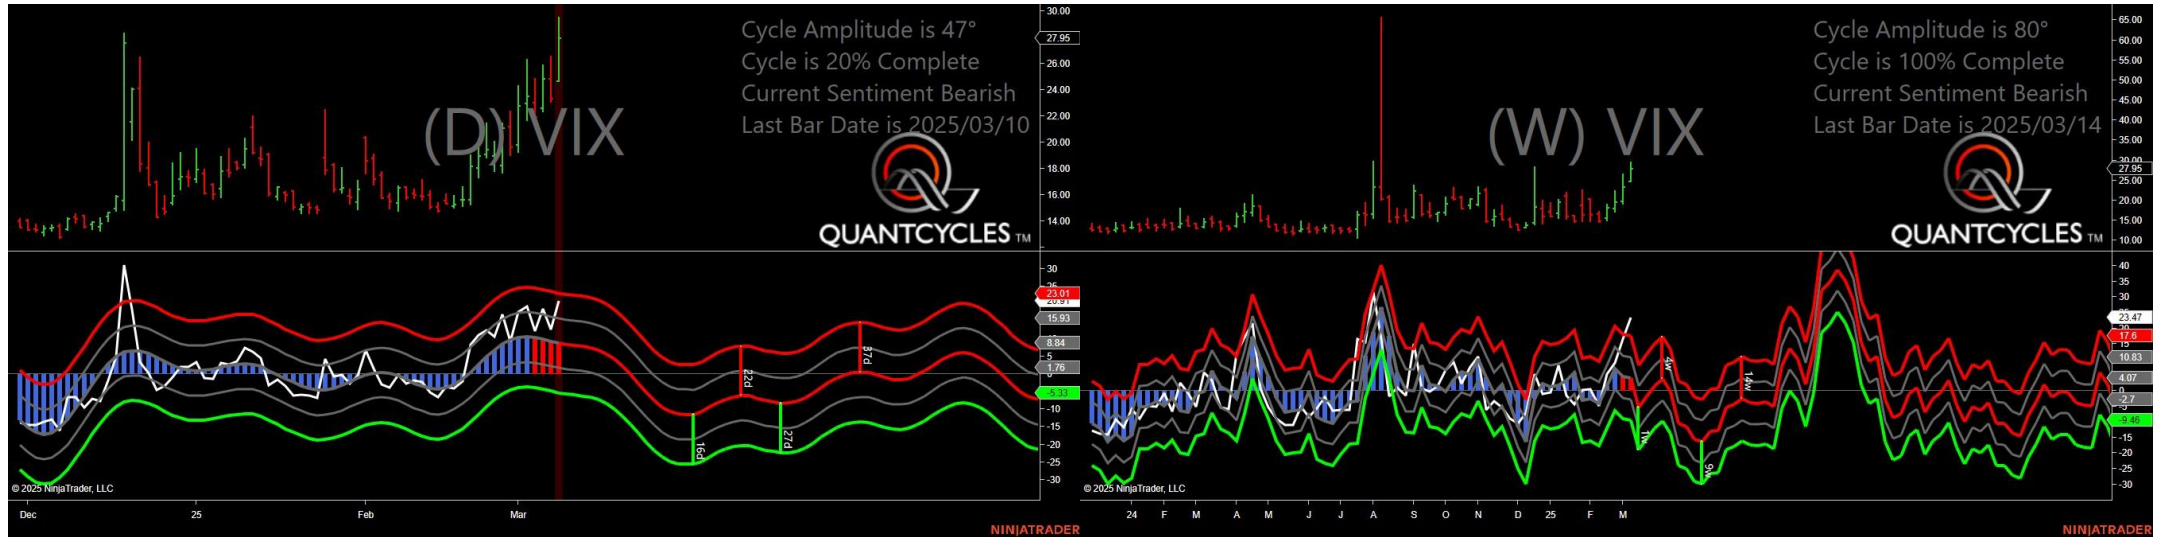 Cycle Amplitude is 47°
Cycle is 20% Complete
Current Sentiment Bearish
Last Bar Date is 2025/03/10
(D) VIX
QUANTCYCLES TM
30.00
27.95
26.00
24.00
22.00
20.00
18.00
16.00
14.00
30
23.01
15.93
8.84
5
1.76
-5.33
-10
-15
-20
-25
-30
16d
22d
27d
37d
© 2025 NinjaTrader, LLC
Dec 25 Feb Mar
NINJATRADER
Cycle Amplitude is 80°
Cycle is 100% Complete
Current Sentiment Bearish
Last Bar Date is 2025/03/14
(W) VIX
QUANTCYCLES TM
65.00
60.00
55.00
50.00
45.00
40.00
35.00
30.00
27.95
25.00
20.00
15.00
10.00
40
35
30
23.47
17.6
15
10.83
4.07
0
-2.7
-9.46
-15
-20
-25
-30
1w
4w
9w
14w
© 2025 NinjaTrader, LLC
24 F M A M J J A S O N D 25 F M
NINJATRADER